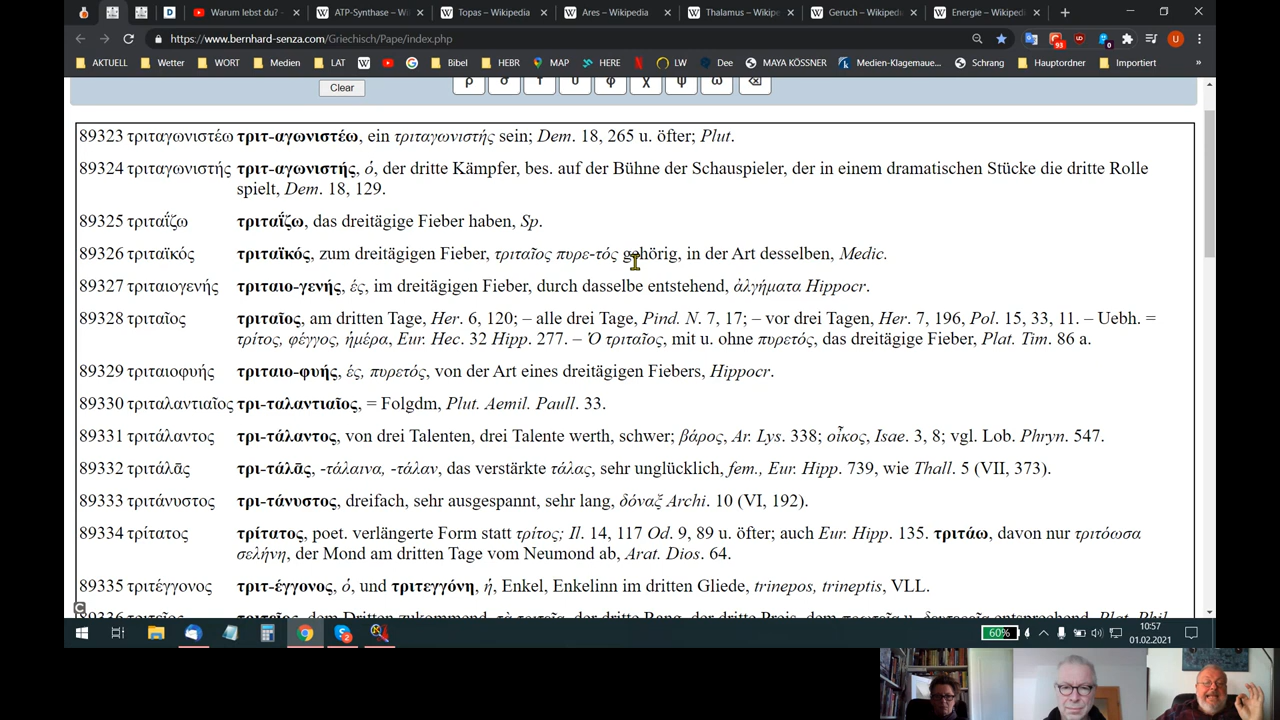 Warum lebst du? -
ATP-Synthase – Wi
Topas – Wikipedia
Ares – Wikipedia
Thalamus – Wikip
Geruch – Wikiped
Energie – Wikiped
https://www.bernhard-senza.com/Griechisch/Pape/index.php
AKTUELL Wetter WORT Medien LAT Bibel HEBR MAP HERE LW Dee MAYA KÖSSNER Medien-Klagemaue... Schrang Hauptordner Importiert
Clear ρ σ τ υ φ χ ψ ω
89323 τριταγωνιστέω τριτ-αγωνιστέω, ein τριταγωνιστής sein; Dem. 18, 265 u. öfter; Plut.
89324 τριταγωνιστής τριτ-αγωνιστής, ὁ, der dritte Kämpfer, bes. auf der Bühne der Schauspieler, der in einem dramatischen Stücke die dritte Rolle
spielt, Dem. 18, 129.
89325 τριταΐζω τριταΐζω, das dreitägige Fieber haben, Sp.
89326 τριταϊκός τριταϊκός, zum dreitägigen Fieber, τριταῖος πυρε-τός gehörig, in der Art desselben, Medic.
89327 τριταιογενής τριταιο-γενής, ές, im dreitägigen Fieber, durch dasselbe entstehend, ἀλγήματα Hippocr.
89328 τριταῖος τριταῖος, am dritten Tage, Her. 6, 120; – alle drei Tage, Pind. N. 7, 17; – vor drei Tagen, Her. 7, 196, Pol. 15, 33, 11. – Uebh. =
τρίτος, φέγγος, ἡμέρα, Eur. Hec. 32 Hipp. 277. – Ὁ τριταῖος, mit u. ohne πυρετός, das dreitägige Fieber, Plat. Tim. 86 a.
89329 τριταιοφυής τριταιο-φυής, ές, πυρετός, von der Art eines dreitägigen Fiebers, Hippocr.
89330 τριταλαντιαῖος τρι-ταλαντιαῖος, = Folgdm, Plut. Aemil. Paull. 33.
89331 τριτάλαντος τρι-τάλαντος, von drei Talenten, drei Talente werth, schwer; βάρος, Ar. Lys. 338; οἶκος, Isae. 3, 8; vgl. Lob. Phryn. 547.
89332 τριτάλᾱς τρι-τάλᾱς, -τάλαινα, -τάλαν, das verstärkte τάλας, sehr unglücklich, fem., Eur. Hipp. 739, wie Thall. 5 (VII, 373).
89333 τριτάνυστος τρι-τάνυστος, dreifach, sehr ausgespannt, sehr lang, δόναξ Archi. 10 (VI, 192).
89334 τρίτατος τρίτατος, poet. verlängerte Form statt τρίτος; Il. 14, 117 Od. 9, 89 u. öfter; auch Eur. Hipp. 135. τριτάω, davon nur τριτόωσα
σελήνη, der Mond am dritten Tage vom Neumond ab, Arat. Dios. 64.
89335 τριτέγγονος τριτ-έγγονος, ὁ, und τριτεγγόνη, ἡ, Enkel, Enkelinn im dritten Gliede, trinepos, trineptis, VLL.
60%
10:57
01.02.2021